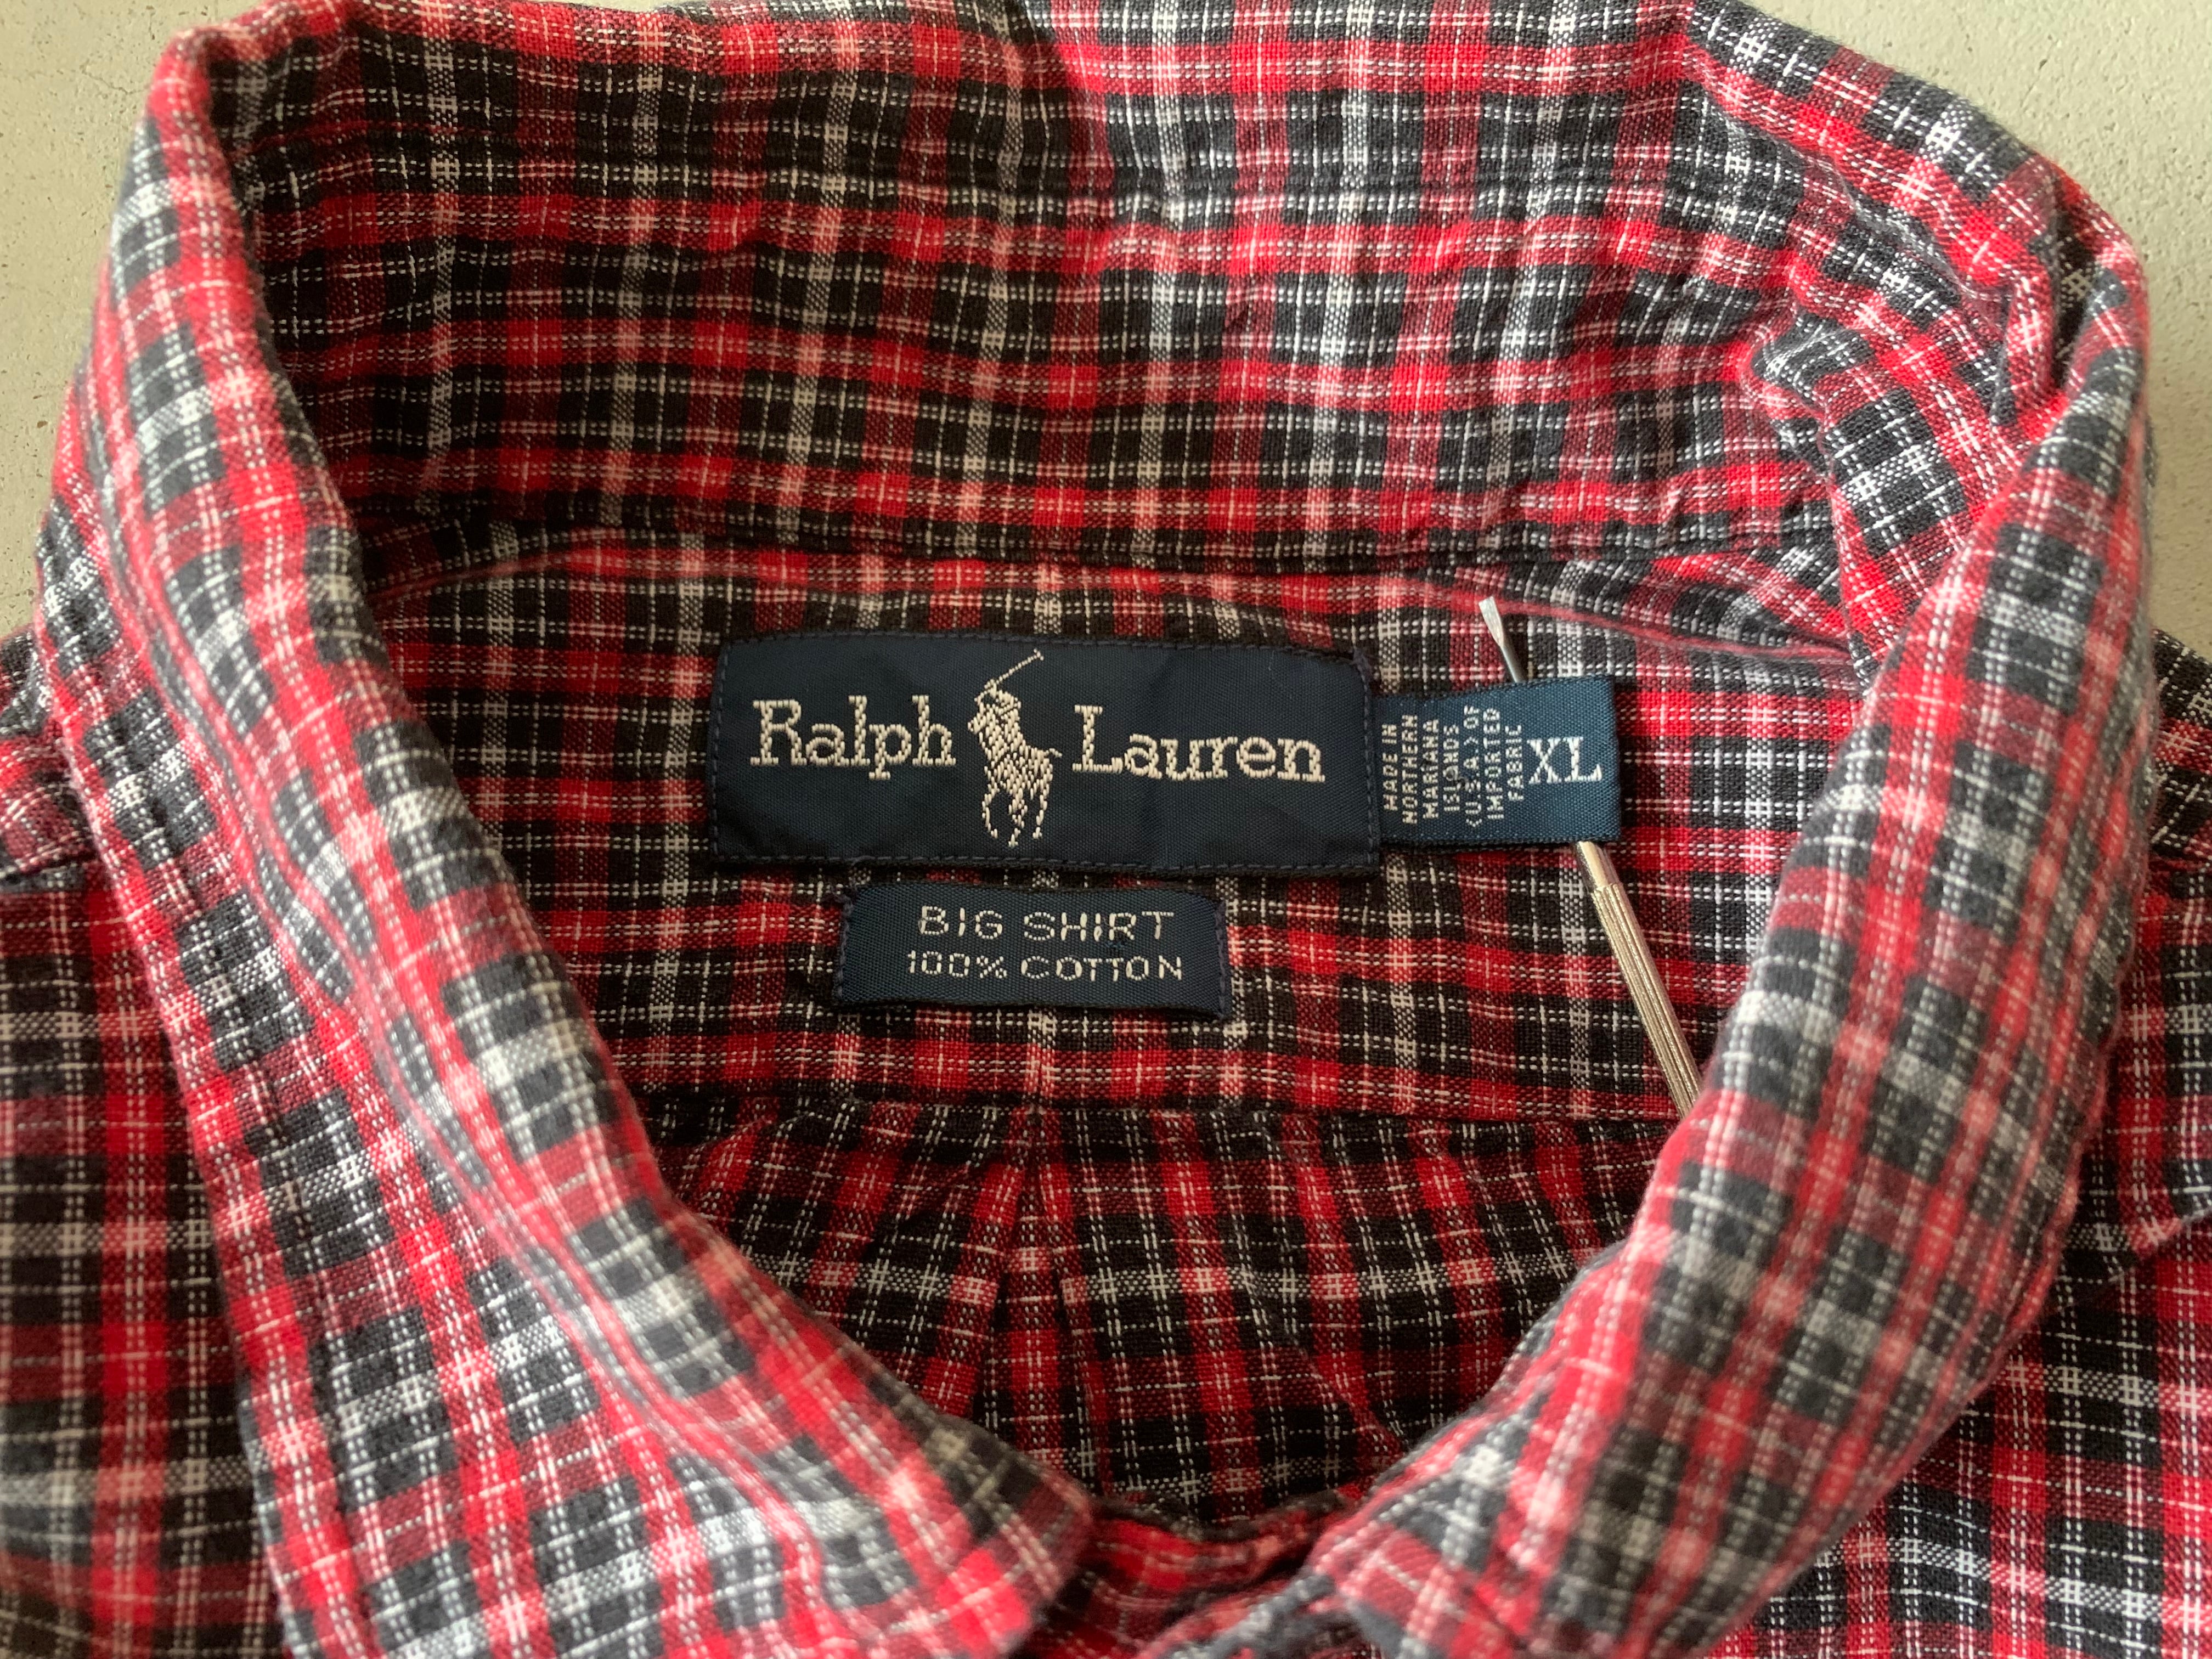 Ralph Lauren
MADE IN
NORTHERN
MARIANA
ISLANDS
(U.S.A.) OF
IMPORTED
FABRIC
XL
BIG SHIRT
100% COTTON